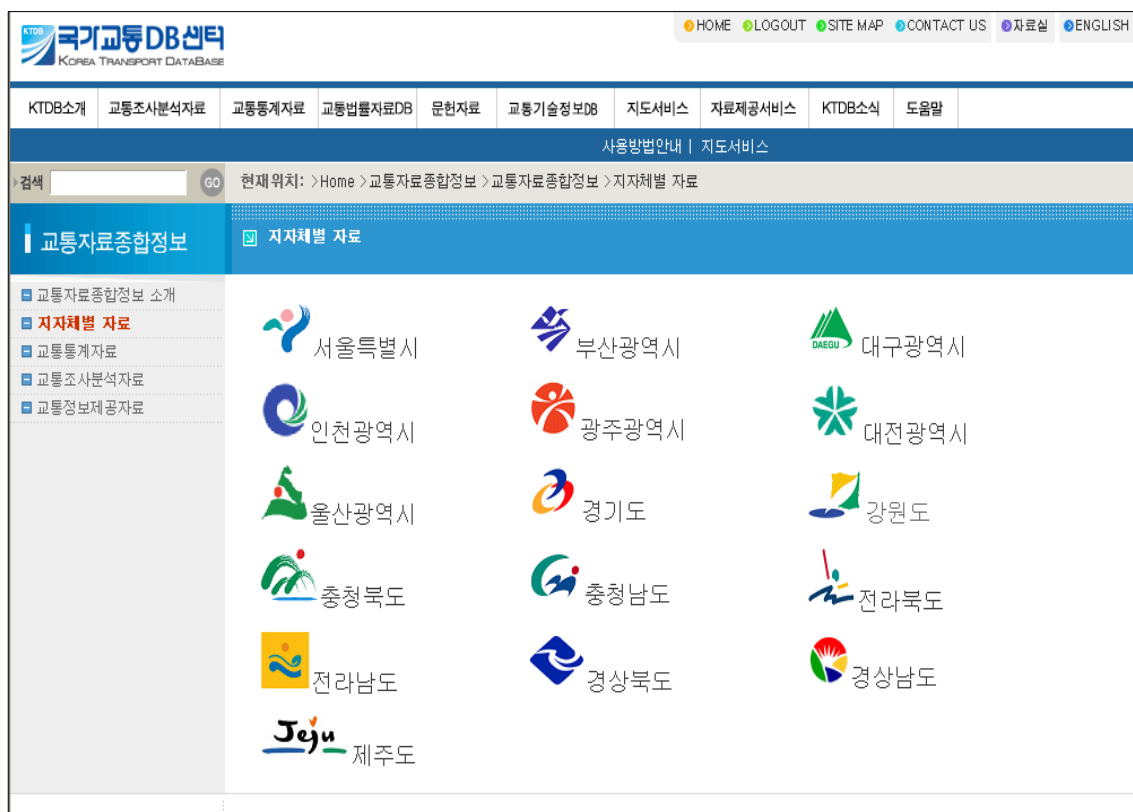 HOME LOGOUT SITE MAP CONTACT US 자료실 ENGLISH
KTDB 국가교통DB센터
KOREA TRANSPORT DATABASE
KTDB소개 교통조사분석자료 교통통계자료 교통법률자료DB 문헌자료 교통기술정보DB 지도서비스 자료제공서비스 KTDB소식 도움말
사용방법안내 | 지도서비스
검색 GO 현재위치: >Home >교통자료종합정보 >교통자료종합정보 >지자체별 자료
교통자료종합정보
지자체별 자료
교통자료종합정보 소개
지자체별 자료
교통통계자료
교통조사분석자료
교통정보제공자료
서울특별시 부산광역시 DAEGU 대구광역시
인천광역시 광주광역시 대전광역시
울산광역시 경기도 강원도
충청북도 충청남도 전라북도
전라남도 경상북도 경상남도
Jeju 제주도